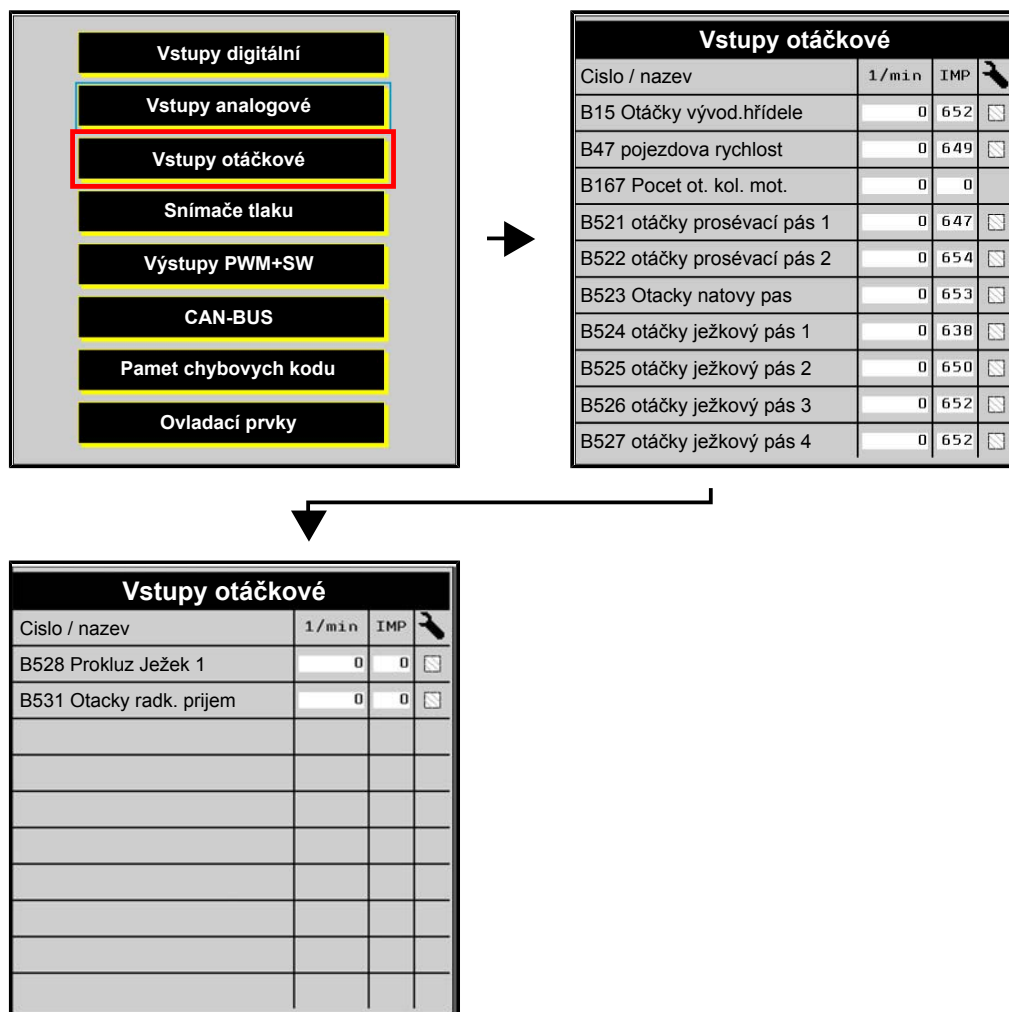 Vstupy digitální
Vstupy analogové
Vstupy otáčkové
Snímače tlaku
Výstupy PWM+SW
CAN-BUS
Pamet chybovych kodu
Ovladací prvky
Vstupy otáčkové
Cislo / nazev 1/min IMP
B15 Otáčky vývod.hřídele 0 652
B47 pojezdova rychlost 0 649
B167 Pocet ot. kol. mot. 0 0
B521 otáčky prosévací pás 1 0 647
B522 otáčky prosévací pás 2 0 654
B523 Otacky natovy pas 0 653
B524 otáčky ježkový pás 1 0 638
B525 otáčky ježkový pás 2 0 650
B526 otáčky ježkový pás 3 0 652
B527 otáčky ježkový pás 4 0 652
Vstupy otáčkové
Cislo / nazev 1/min IMP
B528 Prokluz Ježek 1 0 0
B531 Otacky radk. prijem 0 0